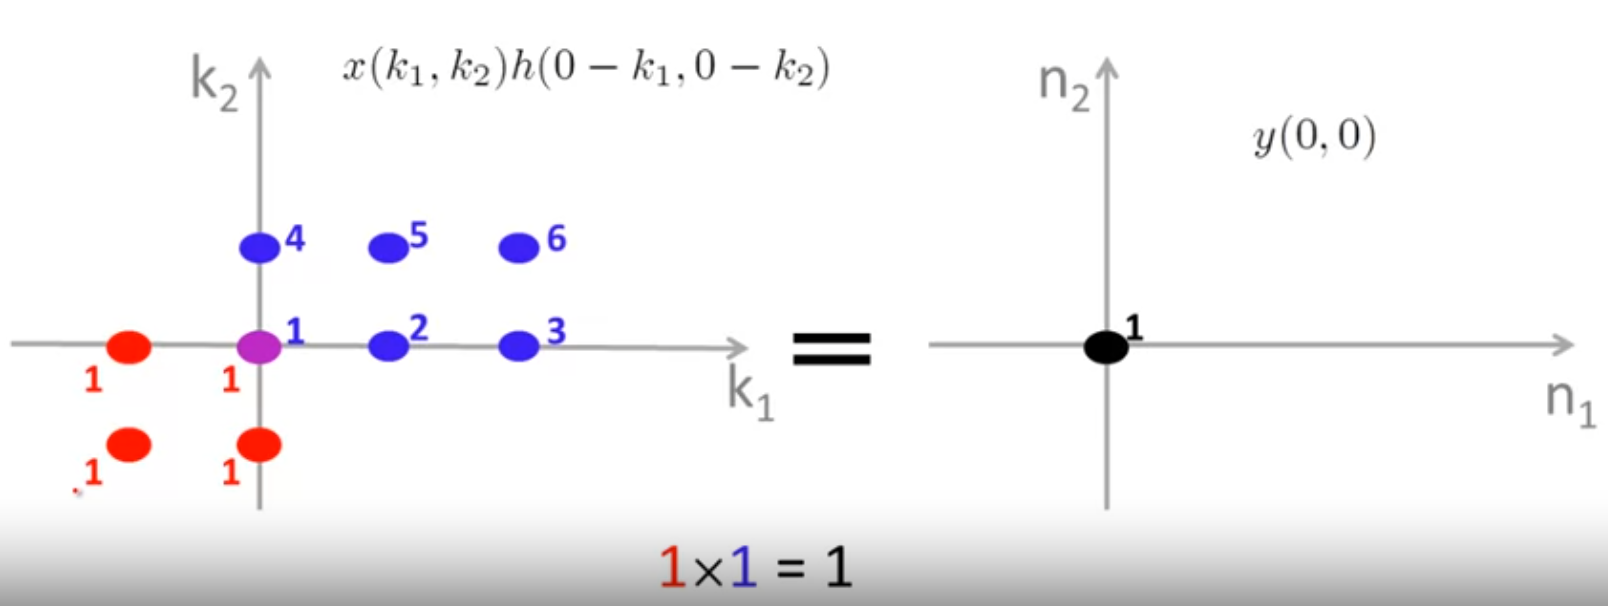 k₂
x(k₁, k₂)h(0 − k₁, 0 − k₂)
4 5 6
1 2 3
1 1
k₁
1 1
=
n₂
y(0, 0)
1
n₁
1×1 = 1